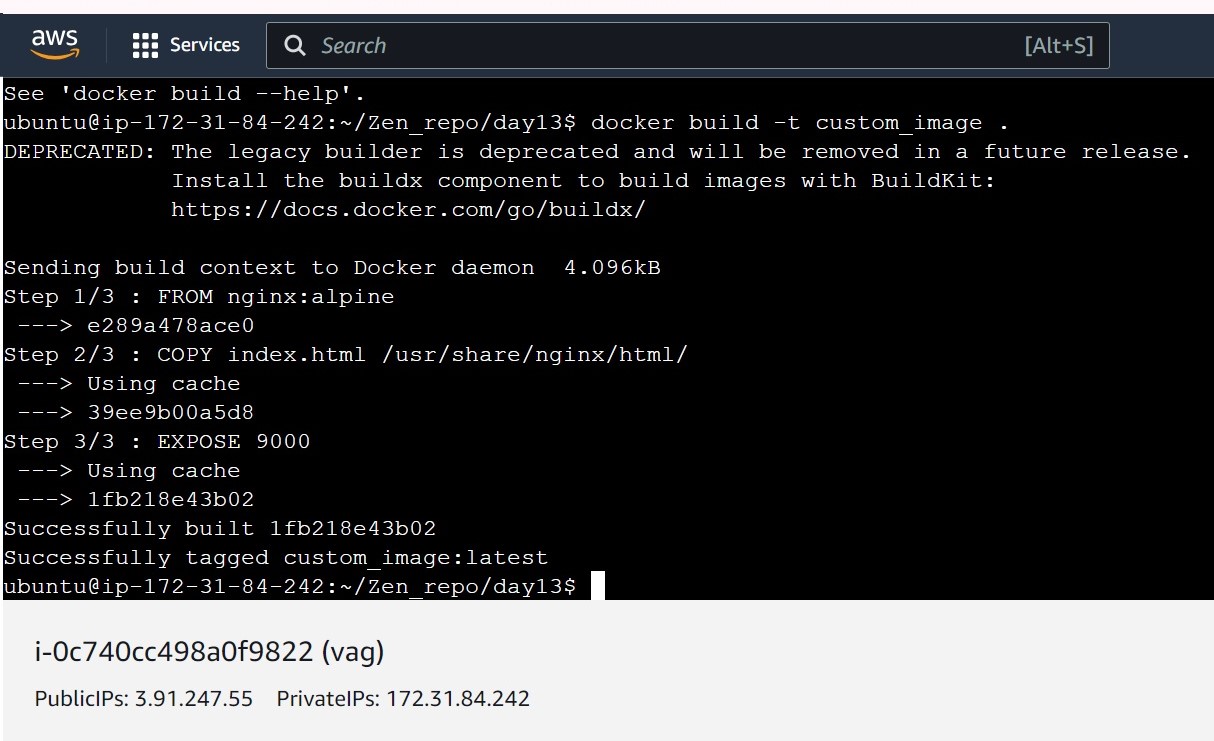 aws Services Search [Alt+S]
See 'docker build --help'.
ubuntu@ip-172-31-84-242:~/Zen_repo/day13$ docker build -t custom_image .
DEPRECATED: The legacy builder is deprecated and will be removed in a future release.
Install the buildx component to build images with BuildKit:
https://docs.docker.com/go/buildx/
Sending build context to Docker daemon 4.096kB
Step 1/3 : FROM nginx:alpine
---> e289a478ace0
Step 2/3 : COPY index.html /usr/share/nginx/html/
---> Using cache
---> 39ee9b00a5d8
Step 3/3 : EXPOSE 9000
---> Using cache
---> 1fb218e43b02
Successfully built 1fb218e43b02
Successfully tagged custom_image:latest
ubuntu@ip-172-31-84-242:~/Zen_repo/day13$
i-0c740cc498a0f9822 (vag)
PublicIPs: 3.91.247.55 PrivateIPs: 172.31.84.242